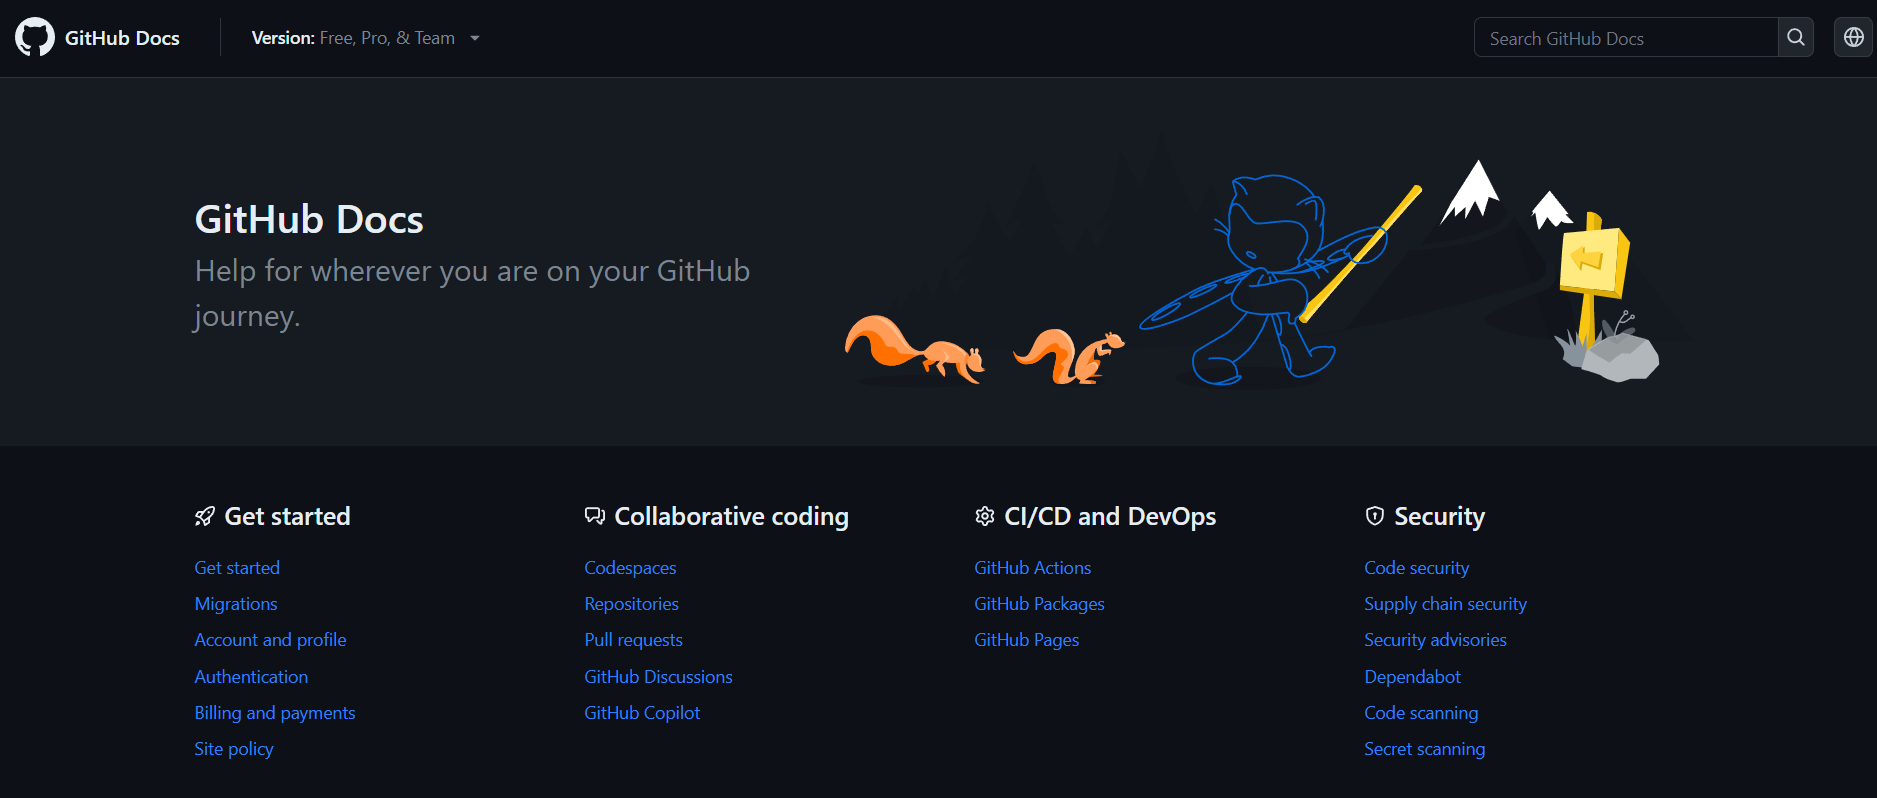 GitHub Docs
Version: Free, Pro, & Team
Search GitHub Docs
GitHub Docs
Help for wherever you are on your GitHub
journey.
Get started
Get started
Migrations
Account and profile
Authentication
Billing and payments
Site policy
Collaborative coding
Codespaces
Repositories
Pull requests
GitHub Discussions
GitHub Copilot
CI/CD and DevOps
GitHub Actions
GitHub Packages
GitHub Pages
Security
Code security
Supply chain security
Security advisories
Dependabot
Code scanning
Secret scanning